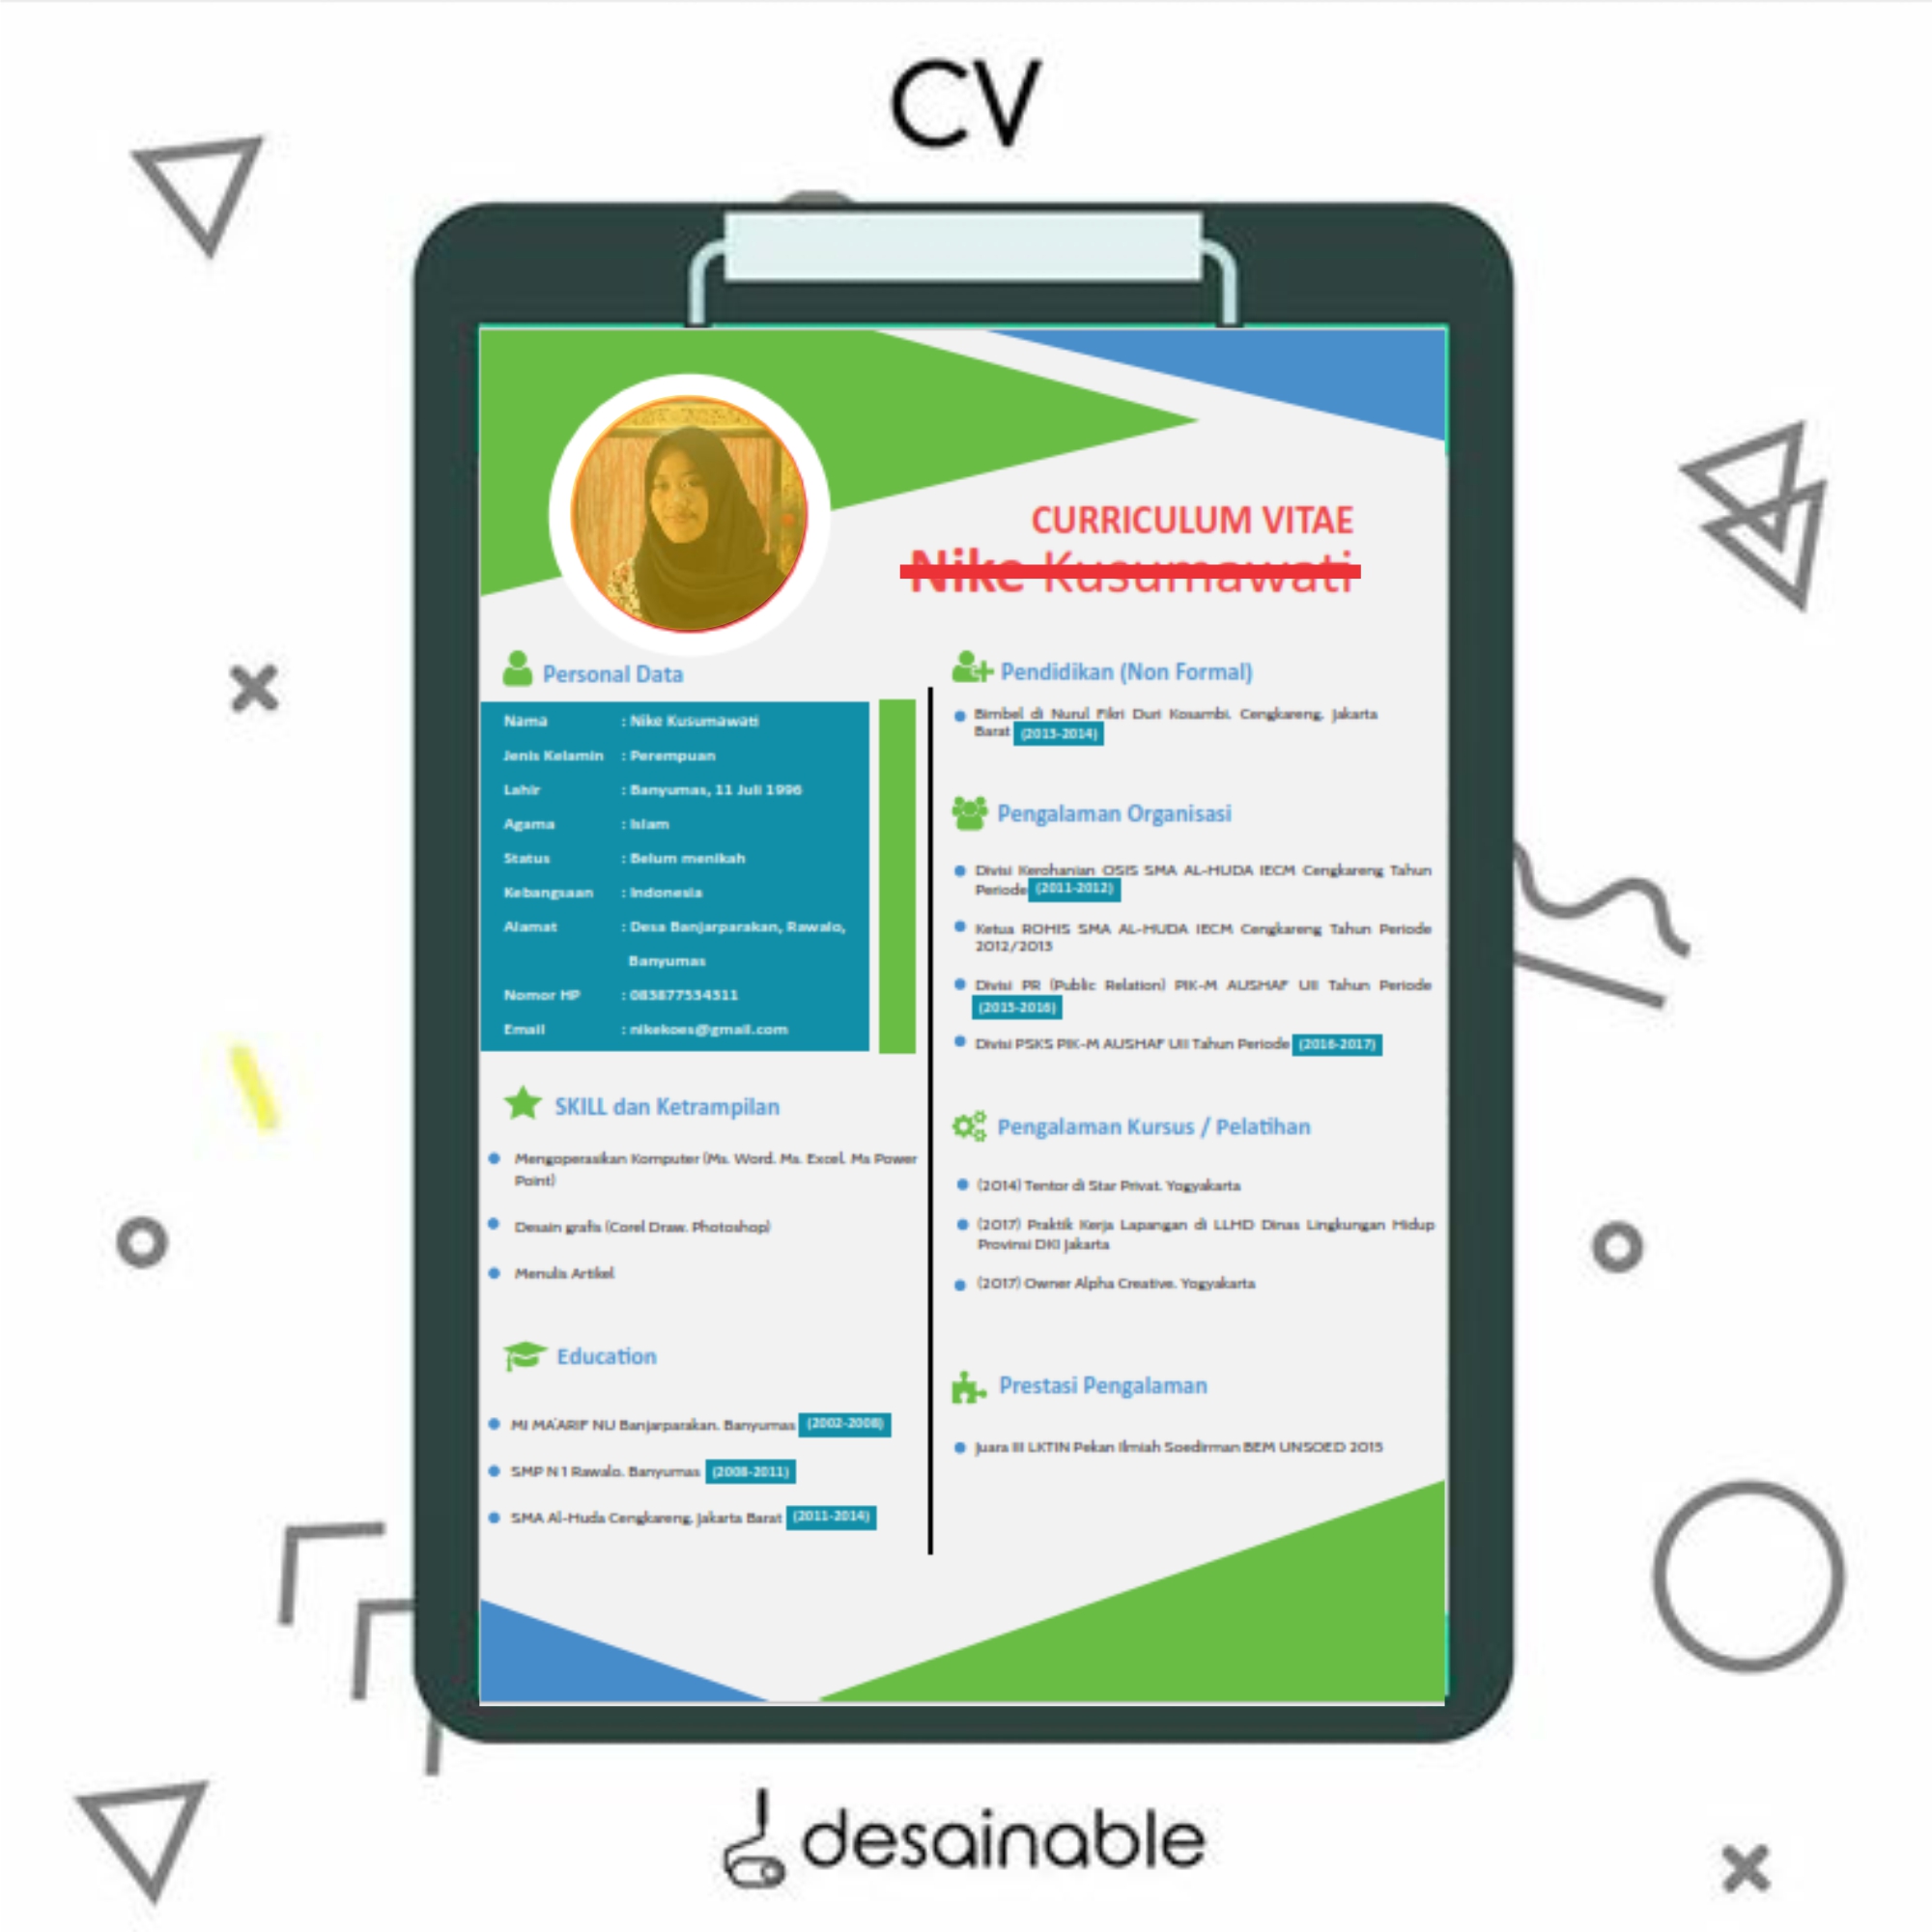 CV
CURRICULUM VITAE
Nike Kusumawati
Personal Data
Nama : Nike Kusumawati
Jenis Kelamin : Perempuan
Lahir : Banyumas, 11 Juli 1996
Agama : Islam
Status : Belum menikah
Kebangsaan : Indonesia
Alamat : Desa Banjarparakan, Rawalo,
Banyumas
Nomor HP : 083877534311
Email : nikekoes@gmail.com
SKILL dan Ketrampilan
Mengoperasikan Komputer (Ms. Word. Ms. Excel. Ms Power
Point)
Desain grafis (Corel Draw. Photoshop)
Menulis Artikel
Education
MI MA'ARIF NU Banjarparakan. Banyumas (2002-2008)
SMP N 1 Rawalo. Banyumas (2008-2011)
SMA Al-Huda Cengkareng. Jakarta Barat (2011-2014)
Pendidikan (Non Formal)
Bimbel di Nurul Fikri Duri Kosambi. Cengkareng. Jakarta
Barat (2013-2014)
Pengalaman Organisasi
Divisi Kerohanian OSIS SMA AL-HUDA IECM Cengkareng Tahun
Periode (2011-2012)
Ketua ROHIS SMA AL-HUDA IECM Cengkareng Tahun Periode
2012/2013
Divisi PR (Public Relation) PIK-M AUSHAF UII Tahun Periode
(2015-2016)
Divisi PSKS PIK-M AUSHAF UII Tahun Periode (2016-2017)
Pengalaman Kursus / Pelatihan
(2014) Tentor di Star Privat. Yogyakarta
(2017) Praktik Kerja Lapangan di LLHD Dinas Lingkungan Hidup
Provinsi DKI Jakarta
(2017) Owner Alpha Creative. Yogyakarta
Prestasi Pengalaman
Juara III LKTIN Pekan Ilmiah Soedirman BEM UNSOED 2015
desainable